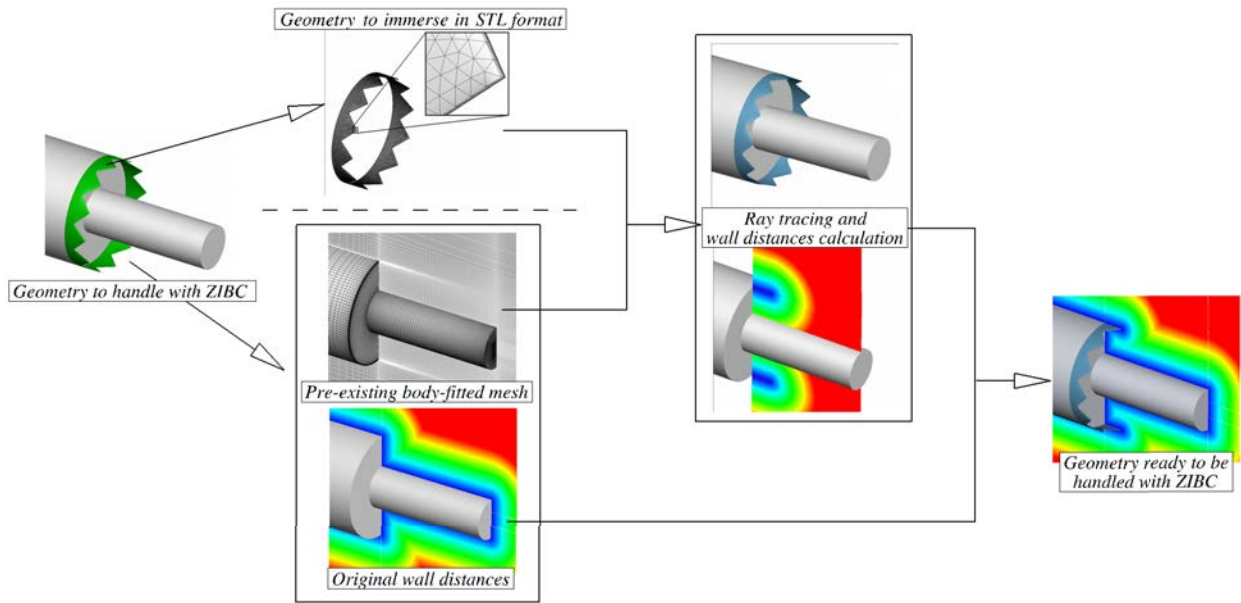 Geometry to immerse in STL format
Geometry to handle with ZIBC
Pre-existing body-fitted mesh
Original wall distances
Ray tracing and
wall distances calculation
Geometry ready to be
handled with ZIBC